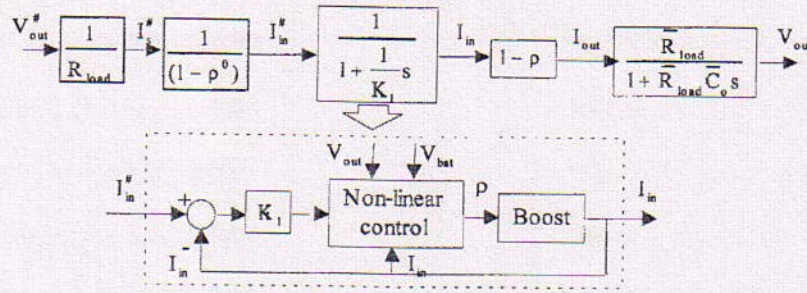 V#out 1 / Rload I#s 1 / (1 - ρ⁰) I#in 1 / (1 + (1 / K1) s) Iin 1 - ρ Iout R̄load / (1 + R̄load C̄o s) Vout
Vout Vbat
I#in + K1 Non-linear control ρ Boost Iin
Iin - Iin